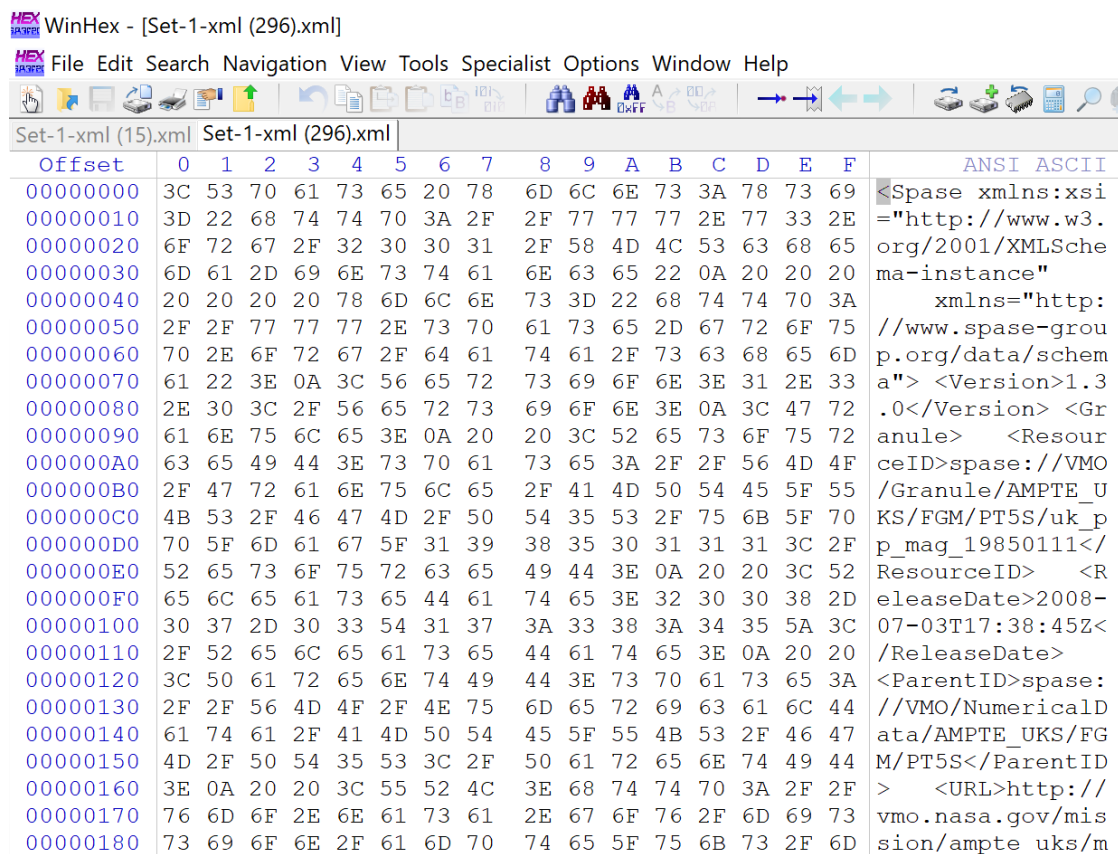 WinHex - [Set-1-xml (296).xml]
File Edit Search Navigation View Tools Specialist Options Window Help
Set-1-xml (15).xml Set-1-xml (296).xml
Offset 0 1 2 3 4 5 6 7 8 9 A B C D E F ANSI ASCII
00000000 3C 53 70 61 73 65 20 78 6D 6C 6E 73 3A 78 73 69 <Spase xmlns:xsi
00000010 3D 22 68 74 74 70 3A 2F 2F 77 77 77 2E 77 33 2E ="http://www.w3.
00000020 6F 72 67 2F 32 30 30 31 2F 58 4D 4C 53 63 68 65 org/2001/XMLSche
00000030 6D 61 2D 69 6E 73 74 61 6E 63 65 22 0A 20 20 20 ma-instance"
00000040 20 20 20 20 78 6D 6C 6E 73 3D 22 68 74 74 70 3A xmlns="http:
00000050 2F 2F 77 77 77 2E 73 70 61 73 65 2D 67 72 6F 75 //www.spase-grou
00000060 70 2E 6F 72 67 2F 64 61 74 61 2F 73 63 68 65 6D p.org/data/schem
00000070 61 22 3E 0A 3C 56 65 72 73 69 6F 6E 3E 31 2E 33 a"> <Version>1.3
00000080 2E 30 3C 2F 56 65 72 73 69 6F 6E 3E 0A 3C 47 72 .0</Version> <Gr
00000090 61 6E 75 6C 65 3E 0A 20 20 3C 52 65 73 6F 75 72 anule> <Resour
000000A0 63 65 49 44 3E 73 70 61 73 65 3A 2F 2F 56 4D 4F ceID>spase://VMO
000000B0 2F 47 72 61 6E 75 6C 65 2F 41 4D 50 54 45 5F 55 /Granule/AMPTE_U
000000C0 4B 53 2F 46 47 4D 2F 50 54 35 53 2F 75 6B 5F 70 KS/FGM/PT5S/uk_p
000000D0 70 5F 6D 61 67 5F 31 39 38 35 30 31 31 31 3C 2F p_mag_19850111</
000000E0 52 65 73 6F 75 72 63 65 49 44 3E 0A 20 20 3C 52 ResourceID> <R
000000F0 65 6C 65 61 73 65 44 61 74 65 3E 32 30 30 38 2D eleaseDate>2008-
00000100 30 37 2D 30 33 54 31 37 3A 33 38 3A 34 35 5A 3C 07-03T17:38:45Z<
00000110 2F 52 65 6C 65 61 73 65 44 61 74 65 3E 0A 20 20 /ReleaseDate>
00000120 3C 50 61 72 65 6E 74 49 44 3E 73 70 61 73 65 3A <ParentID>spase:
00000130 2F 2F 56 4D 4F 2F 4E 75 6D 65 72 69 63 61 6C 44 //VMO/NumericalD
00000140 61 74 61 2F 41 4D 50 54 45 5F 55 4B 53 2F 46 47 ata/AMPTE_UKS/FG
00000150 4D 2F 50 54 35 53 3C 2F 50 61 72 65 6E 74 49 44 M/PT5S</ParentID
00000160 3E 0A 20 20 3C 55 52 4C 3E 68 74 74 70 3A 2F 2F > <URL>http://
00000170 76 6D 6F 2E 6E 61 73 61 2E 67 6F 76 2F 6D 69 73 vmo.nasa.gov/mis
00000180 73 69 6F 6E 2F 61 6D 70 74 65 5F 75 6B 73 2F 6D sion/ampte_uks/m